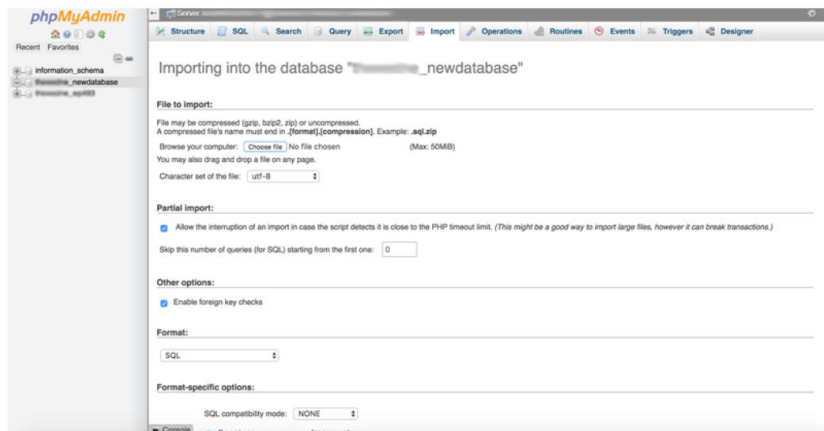 phpMyAdmin
Server
Structure SQL Search Query Export Import Operations Routines Events Triggers Designer
Recent Favorites
information_schema
_newdatabase
Importing into the database "_newdatabase"
File to import:
File may be compressed (gzip, bzip2, zip) or uncompressed.
A compressed file's name must end in .[format].[compression]. Example: .sql.zip
Browse your computer: Choose file No file chosen (Max: 50MiB)
You may also drag and drop a file on any page.
Character set of the file: utf-8
Partial import:
Allow the interruption of an import in case the script detects it is close to the PHP timeout limit. (This might be a good way to import large files, however it can break transactions.)
Skip this number of queries (for SQL) starting from the first one: 0
Other options:
Enable foreign key checks
Format:
SQL
Format-specific options:
SQL compatibility mode: NONE
Console